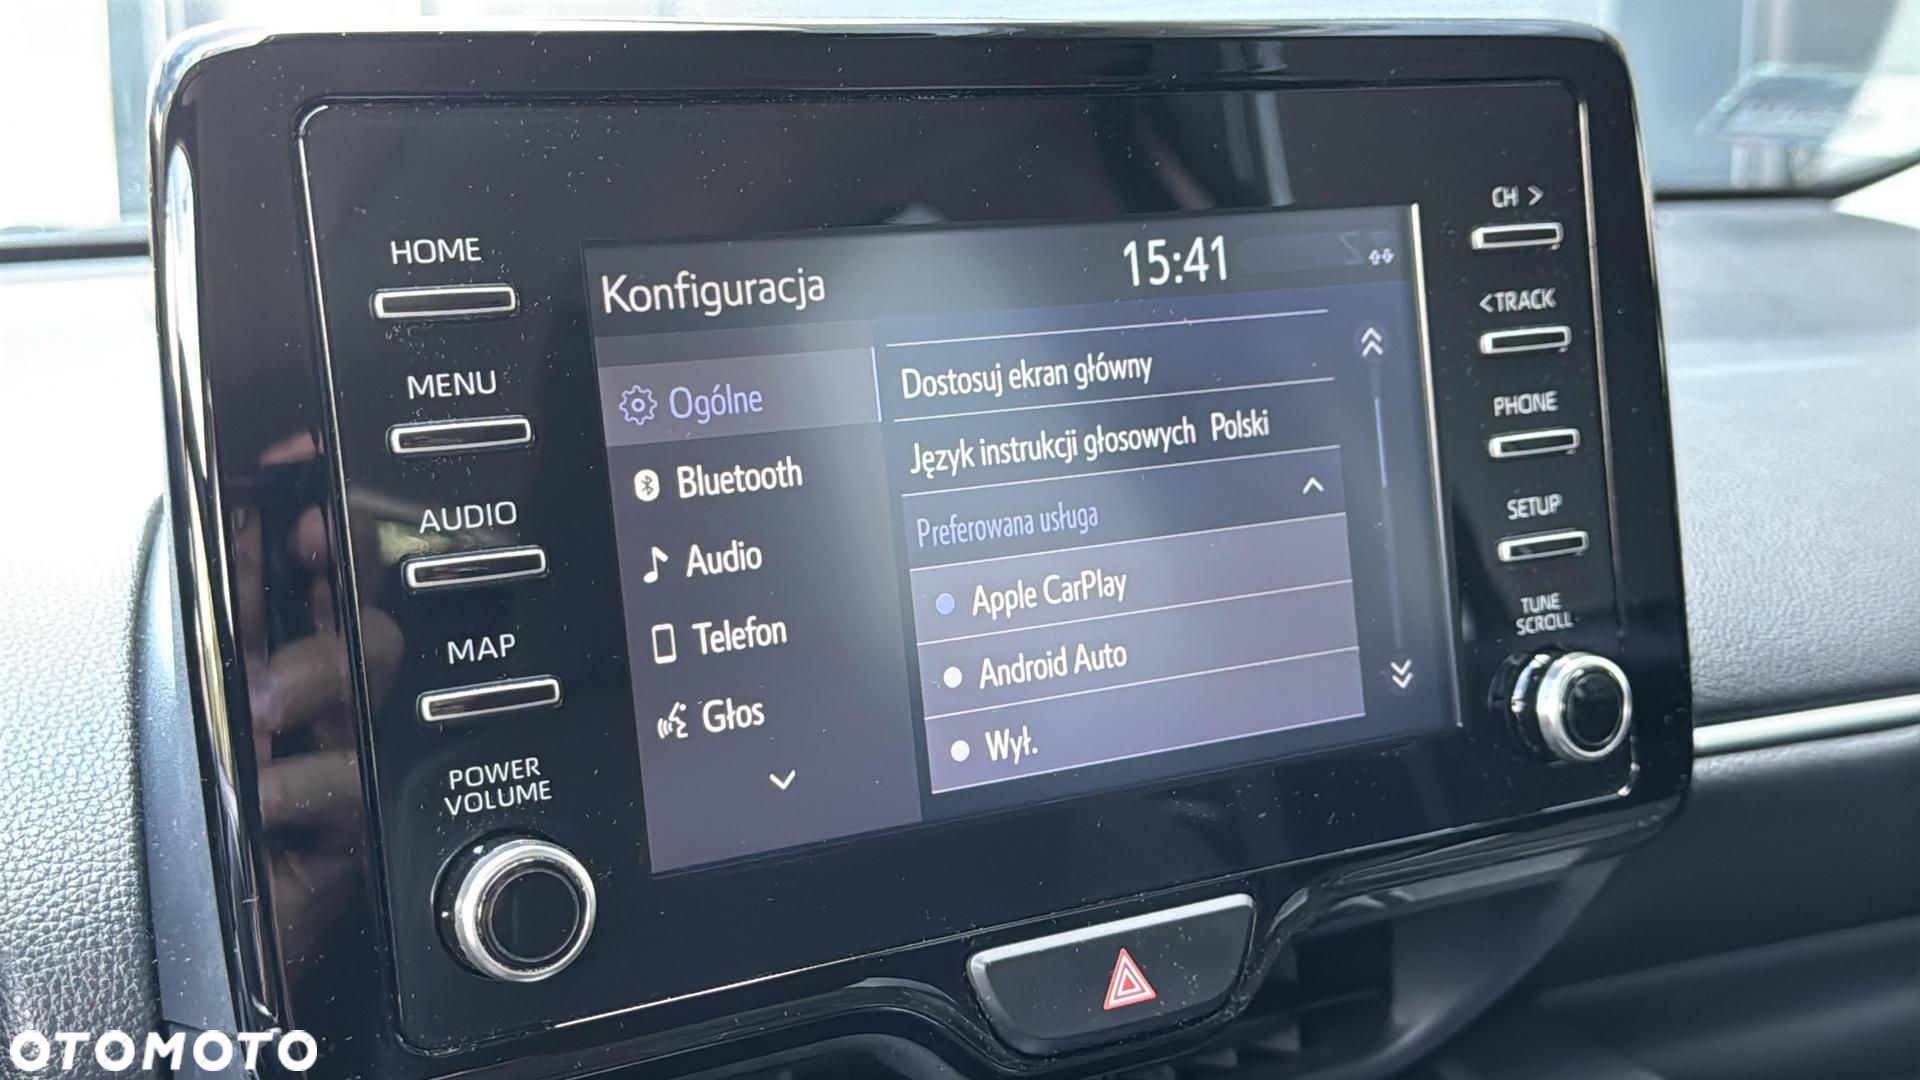 HOME
MENU
AUDIO
MAP
POWER
VOLUME
Konfiguracja
15:41
Ogólne
Bluetooth
Audio
Telefon
Głos
Dostosuj ekran główny
Język instrukcji głosowych Polski
Preferowana usługa
Apple CarPlay
Android Auto
Wył.
CH >
<TRACK
PHONE
SETUP
TUNE
SCROLL
OTOMOTO